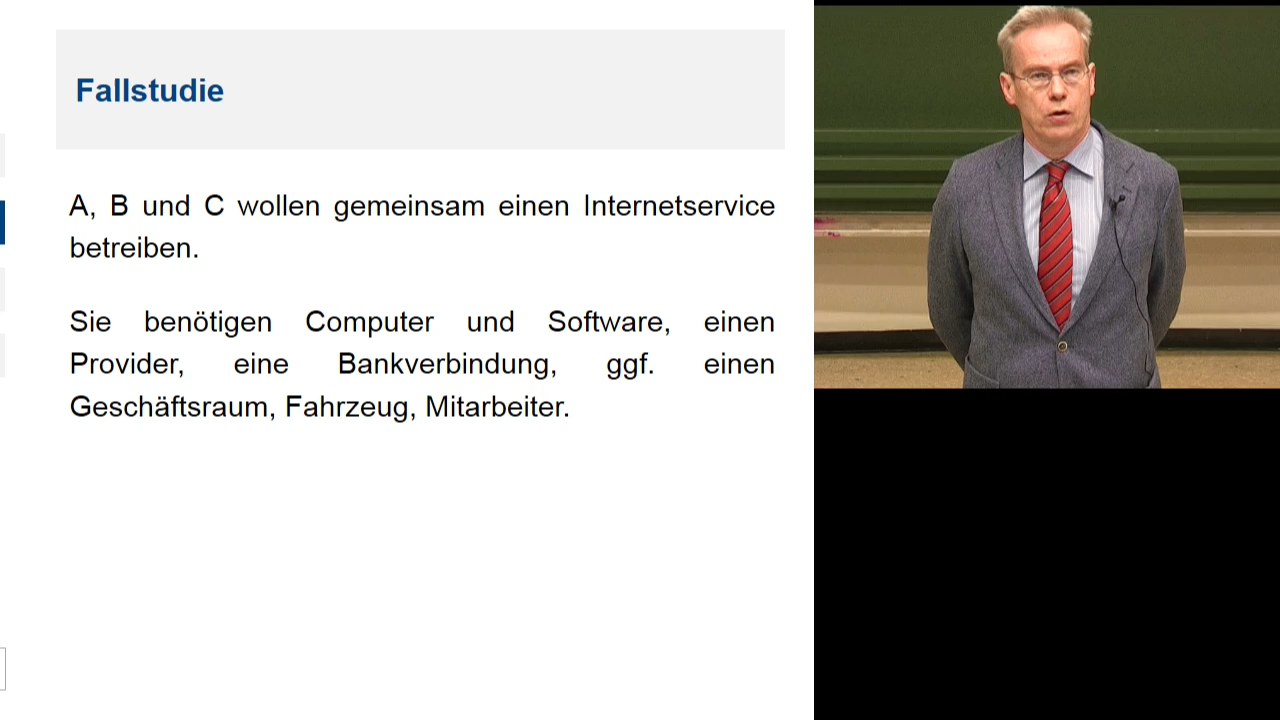 Fallstudie
A, B und C wollen gemeinsam einen Internetservice
betreiben.
Sie benötigen Computer und Software, einen
Provider, eine Bankverbindung, ggf. einen
Geschäftsraum, Fahrzeug, Mitarbeiter.